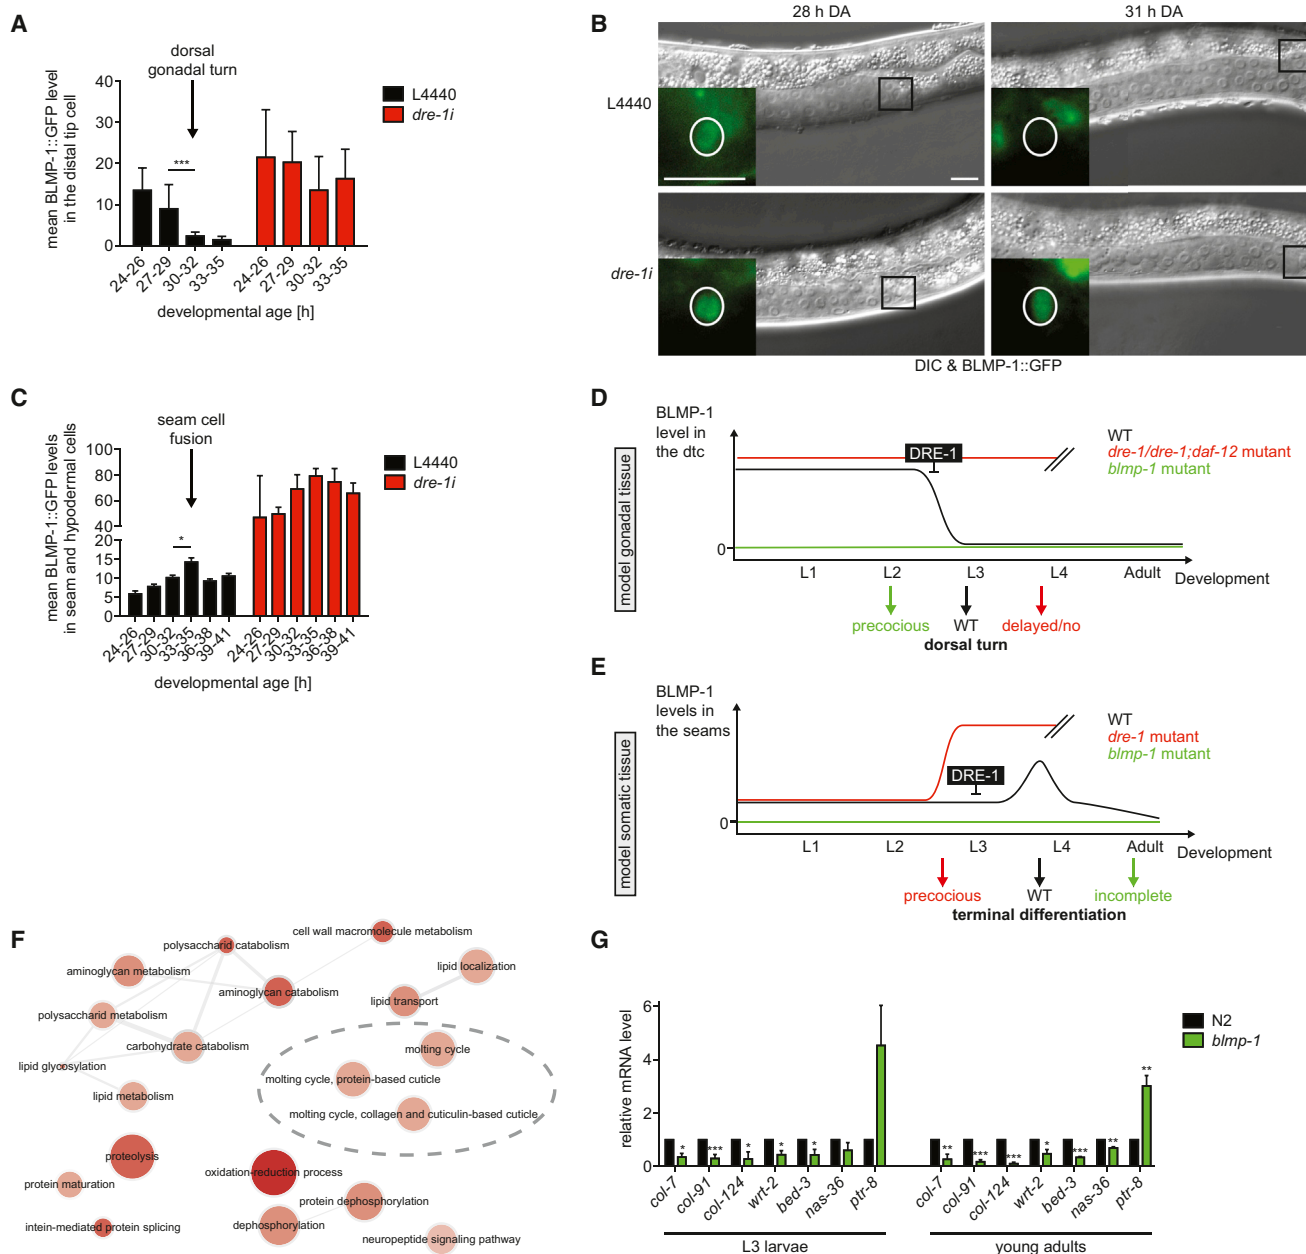 A
dorsal
gonadal turn
mean BLMP-1::GFP level
in the distal tip cell
40
30
20
10
0
***
24-26
27-29
30-32
33-35
24-26
27-29
30-32
33-35
developmental age [h]
L4440
dre-1i
B
28 h DA
31 h DA
L4440
dre-1i
DIC & BLMP-1::GFP
C
seam cell
fusion
mean BLMP-1::GFP levels
in seam and hypodermal cells
100
80
60
40
20
15
10
5
0
*
24-26
27-29
30-32
33-35
36-38
39-41
24-26
27-29
30-32
33-35
36-38
39-41
developmental age [h]
L4440
dre-1i
D
model gonadal tissue
BLMP-1
level in
the dtc
DRE-1
WT
dre-1/dre-1;daf-12 mutant
blmp-1 mutant
0
L1
L2
L3
L4
Adult
Development
precocious
WT
delayed/no
dorsal turn
E
model somatic tissue
BLMP-1
levels in
the seams
DRE-1
WT
dre-1 mutant
blmp-1 mutant
0
L1
L2
L3
L4
Adult
Development
precocious
WT
incomplete
terminal differentiation
F
polysaccharid catabolism
cell wall macromolecule metabolism
aminoglycan metabolism
lipid localization
aminoglycan catabolism
lipid transport
polysaccharid metabolism
carbohydrate catabolism
molting cycle
lipid glycosylation
molting cycle, protein-based cuticle
lipid metabolism
molting cycle, collagen and cuticulin-based cuticle
proteolysis
oxidation-reduction process
protein maturation
protein dephosphorylation
intein-mediated protein splicing
dephosphorylation
neuropeptide signaling pathway
G
relative mRNA level
6
4
2
0
N2
blmp-1
*
***
*
*
*
**
***
***
*
***
**
**
col-7
col-91
col-124
wrt-2
bed-3
nas-36
ptr-8
col-7
col-91
col-124
wrt-2
bed-3
nas-36
ptr-8
L3 larvae
young adults